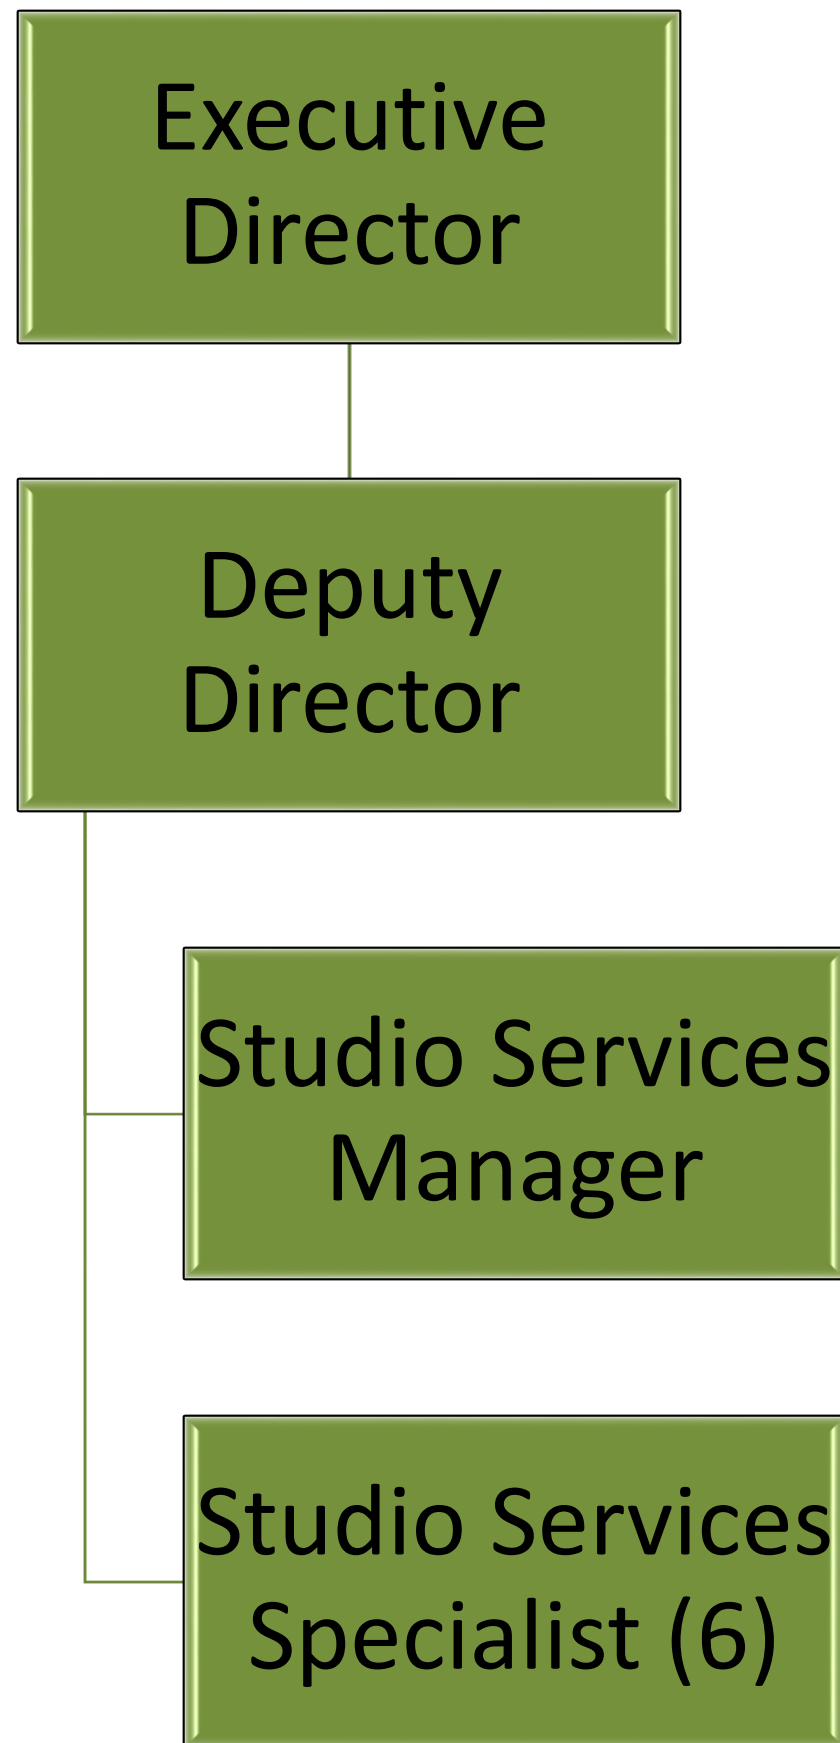 Executive
Director
Deputy
Director
Studio Services
Manager
Studio Services
Specialist (6)